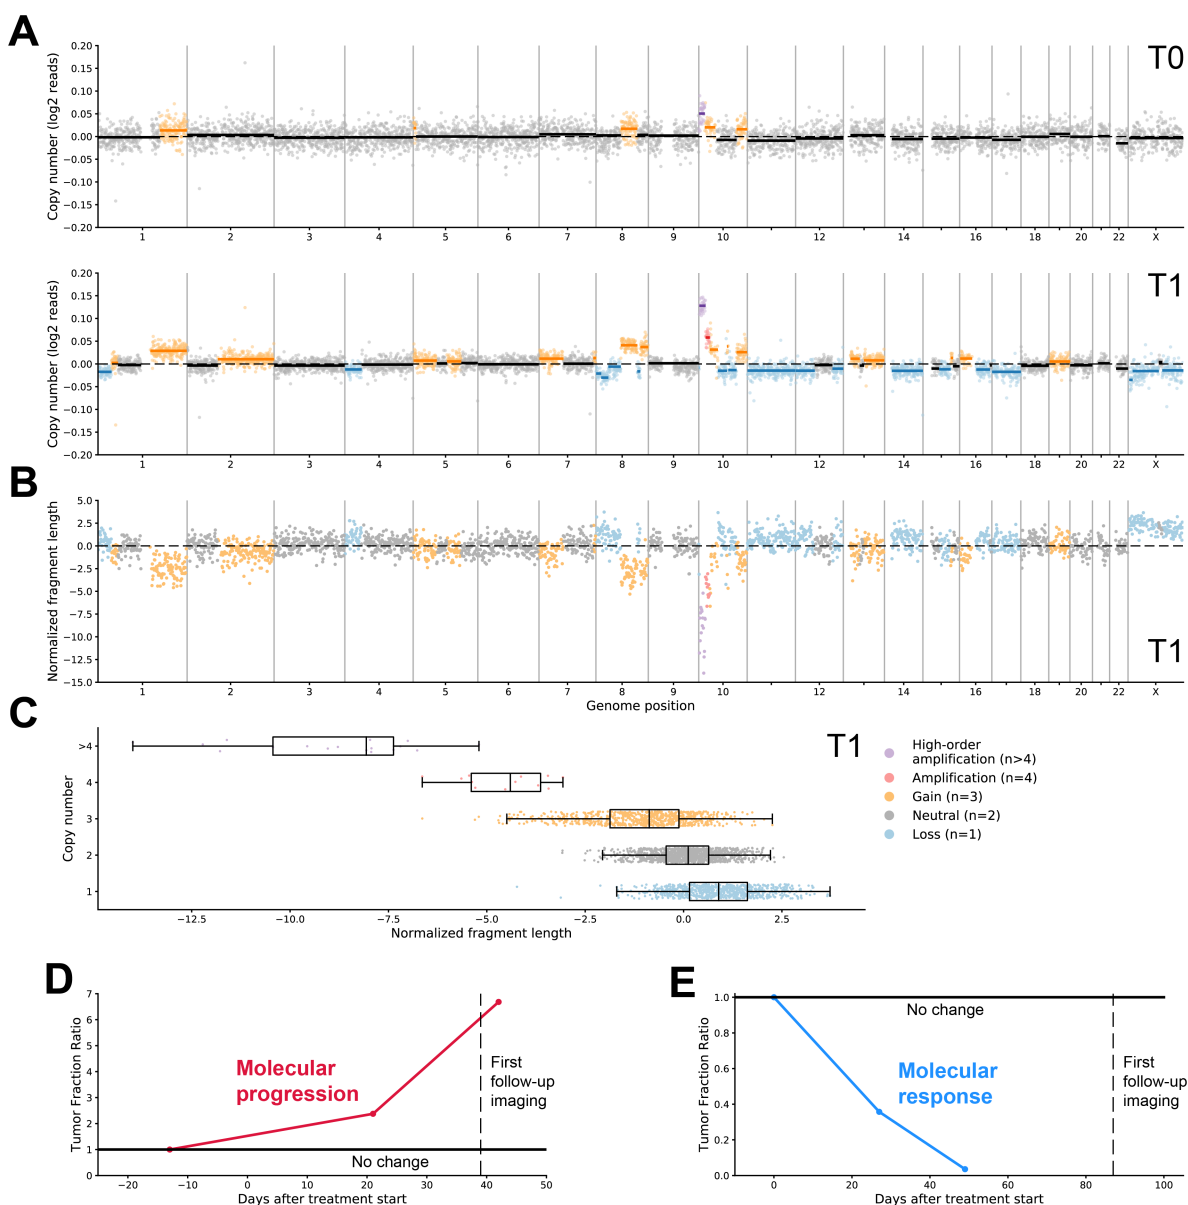 A
T0
Copy number (log2 reads)
0.20
0.15
0.10
0.05
0.00
−0.05
−0.10
−0.15
−0.20
1 2 3 4 5 6 7 8 9 10 12 14 16 18 20 22 X
T1
Copy number (log2 reads)
0.20
0.15
0.10
0.05
0.00
−0.05
−0.10
−0.15
−0.20
1 2 3 4 5 6 7 8 9 10 12 14 16 18 20 22 X
B
Normalized fragment length
5.0
2.5
0.0
−2.5
−5.0
−7.5
−10.0
−12.5
−15.0
T1
1 2 3 4 5 6 7 8 9 10 12 14 16 18 20 22 X
Genome position
C
T1
Copy number
>4
4
3
2
1
−12.5 −10.0 −7.5 −5.0 −2.5 0.0 2.5
Normalized fragment length
High-order
amplification (n>4)
Amplification (n=4)
Gain (n=3)
Neutral (n=2)
Loss (n=1)
D
Tumor Fraction Ratio
7
6
5
4
3
2
1
0
Molecular
progression
First
follow-up
imaging
No change
−20 −10 0 10 20 30 40 50
Days after treatment start
E
Tumor Fraction Ratio
1.0
0.8
0.6
0.4
0.2
0.0
No change
Molecular
response
First
follow-up
imaging
0 20 40 60 80 100
Days after treatment start